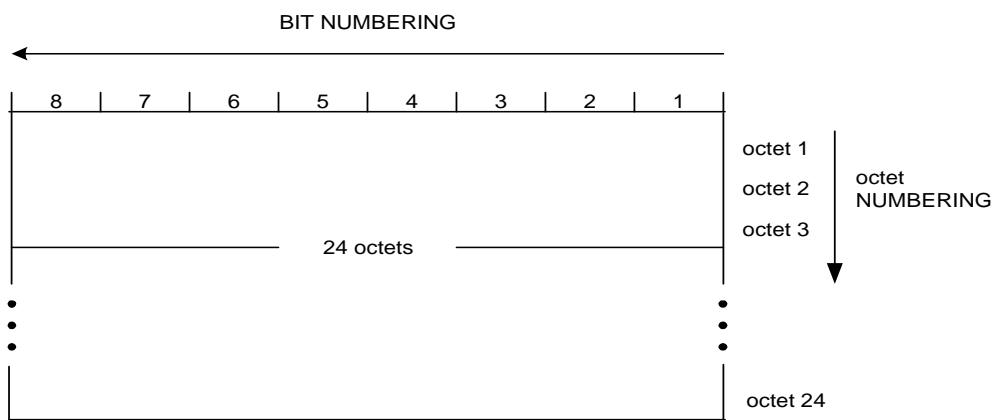 BIT NUMBERING
8 7 6 5 4 3 2 1
octet 1
octet 2
octet 3
octet
NUMBERING
24 octets
octet 24